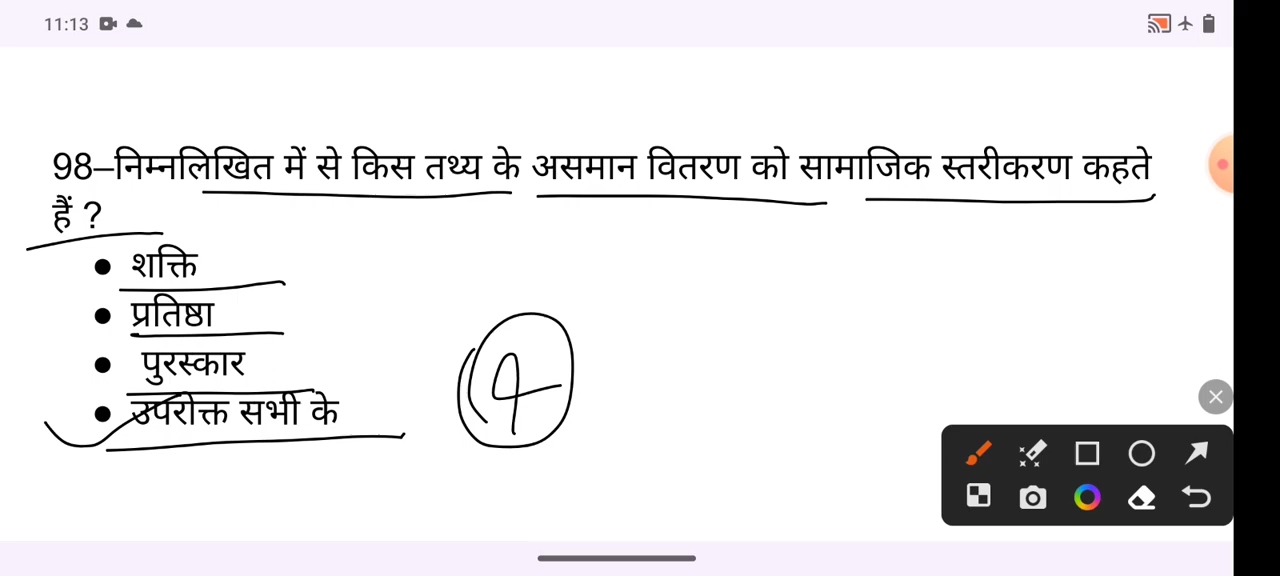 11:13
98–निम्नलिखित में से किस तथ्य के असमान वितरण को सामाजिक स्तरीकरण कहते
हैं ?
● शक्ति
● प्रतिष्ठा
● पुरस्कार
● उपरोक्त सभी के
4